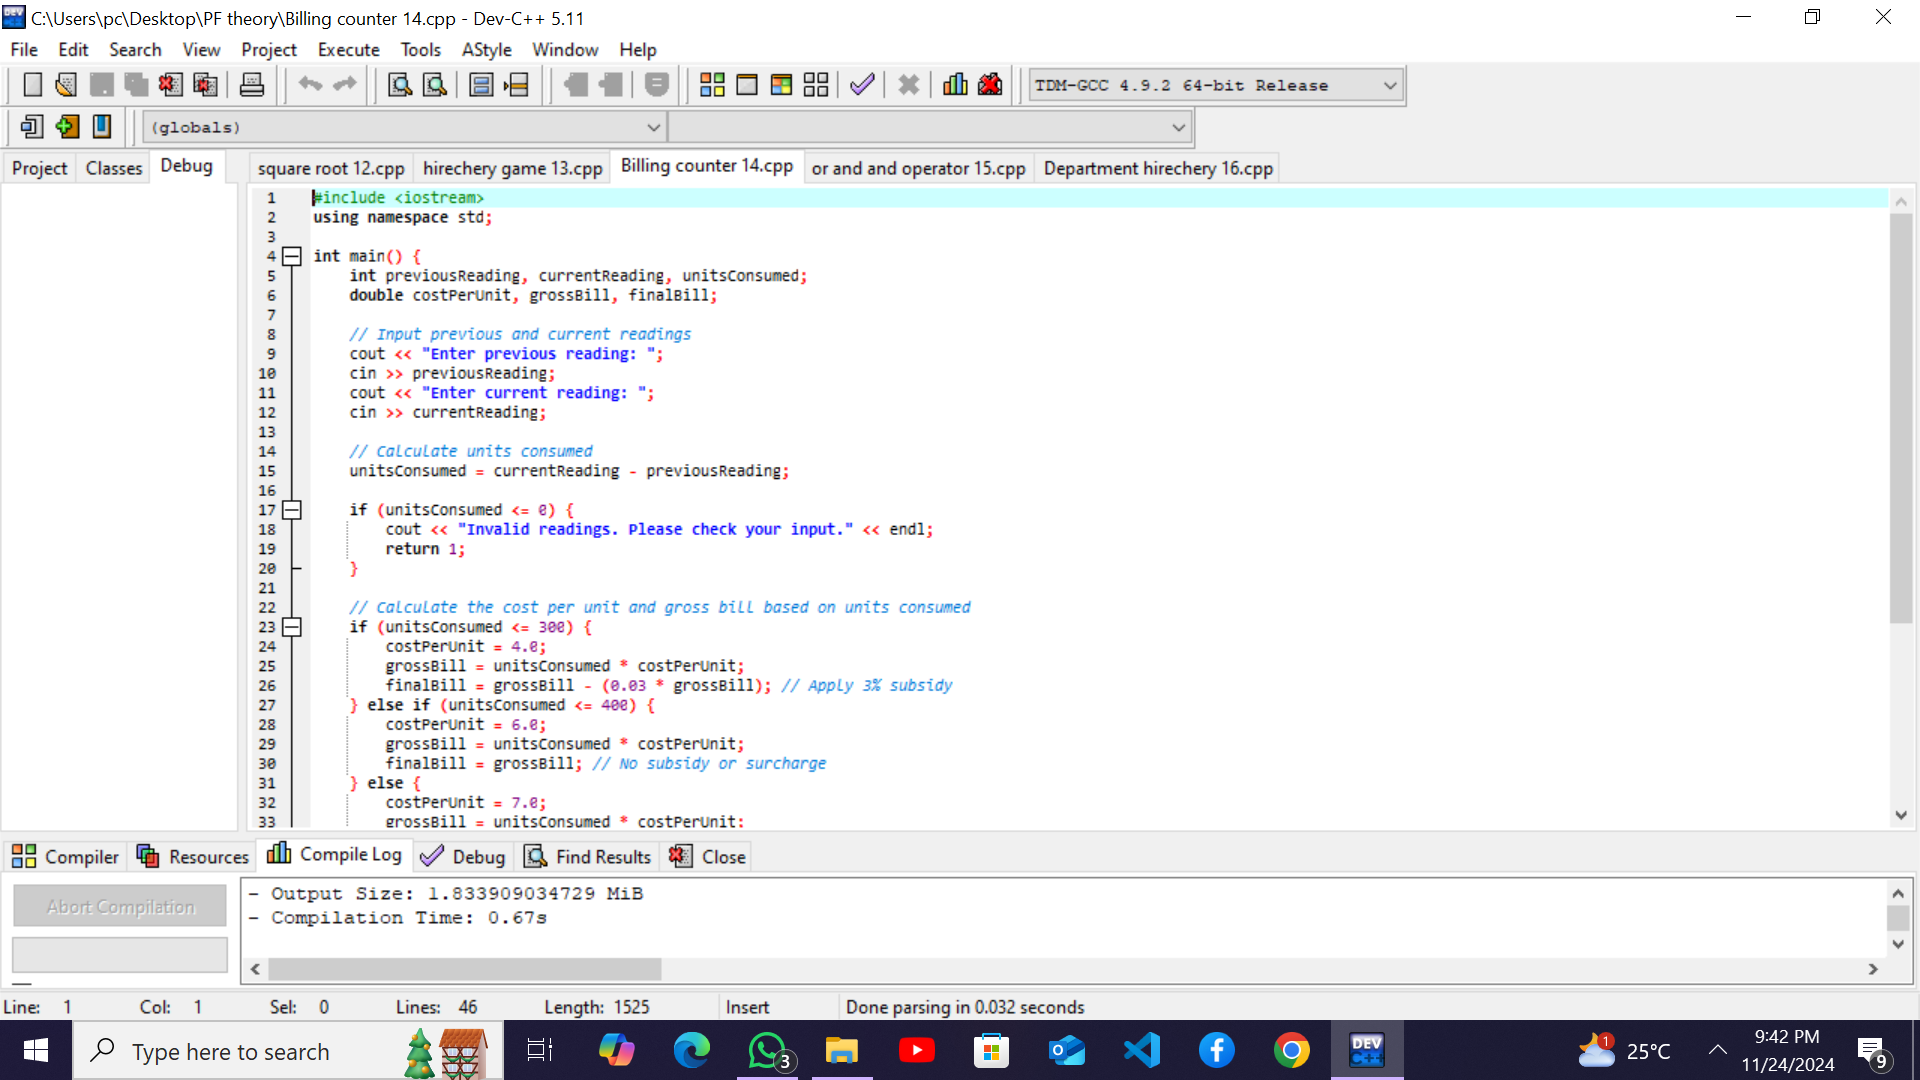 C:\Users\pc\Desktop\PF theory\Billing counter 14.cpp - Dev-C++ 5.11
File Edit Search View Project Execute Tools AStyle Window Help
TDM-GCC 4.9.2 64-bit Release
(globals)
Project Classes Debug
square root 12.cpp hirechery game 13.cpp Billing counter 14.cpp or and and operator 15.cpp Department hirechery 16.cpp
1 #include <iostream>
2 using namespace std;
3
4 int main() {
5 int previousReading, currentReading, unitsConsumed;
6 double costPerUnit, grossBill, finalBill;
7
8 // Input previous and current readings
9 cout << "Enter previous reading: ";
10 cin >> previousReading;
11 cout << "Enter current reading: ";
12 cin >> currentReading;
13
14 // Calculate units consumed
15 unitsConsumed = currentReading - previousReading;
16
17 if (unitsConsumed <= 0) {
18 cout << "Invalid readings. Please check your input." << endl;
19 return 1;
20 }
21
22 // Calculate the cost per unit and gross bill based on units consumed
23 if (unitsConsumed <= 300) {
24 costPerUnit = 4.0;
25 grossBill = unitsConsumed * costPerUnit;
26 finalBill = grossBill - (0.03 * grossBill); // Apply 3% subsidy
27 } else if (unitsConsumed <= 400) {
28 costPerUnit = 6.0;
29 grossBill = unitsConsumed * costPerUnit;
30 finalBill = grossBill; // No subsidy or surcharge
31 } else {
32 costPerUnit = 7.0;
33 grossBill = unitsConsumed * costPerUnit;
Compiler Resources Compile Log Debug Find Results Close
Abort Compilation
- Output Size: 1.833909034729 MiB
- Compilation Time: 0.67s
Line: 1 Col: 1 Sel: 0 Lines: 46 Length: 1525 Insert Done parsing in 0.032 seconds
Type here to search
3
DEV C++
1
25°C
9:42 PM
11/24/2024
9